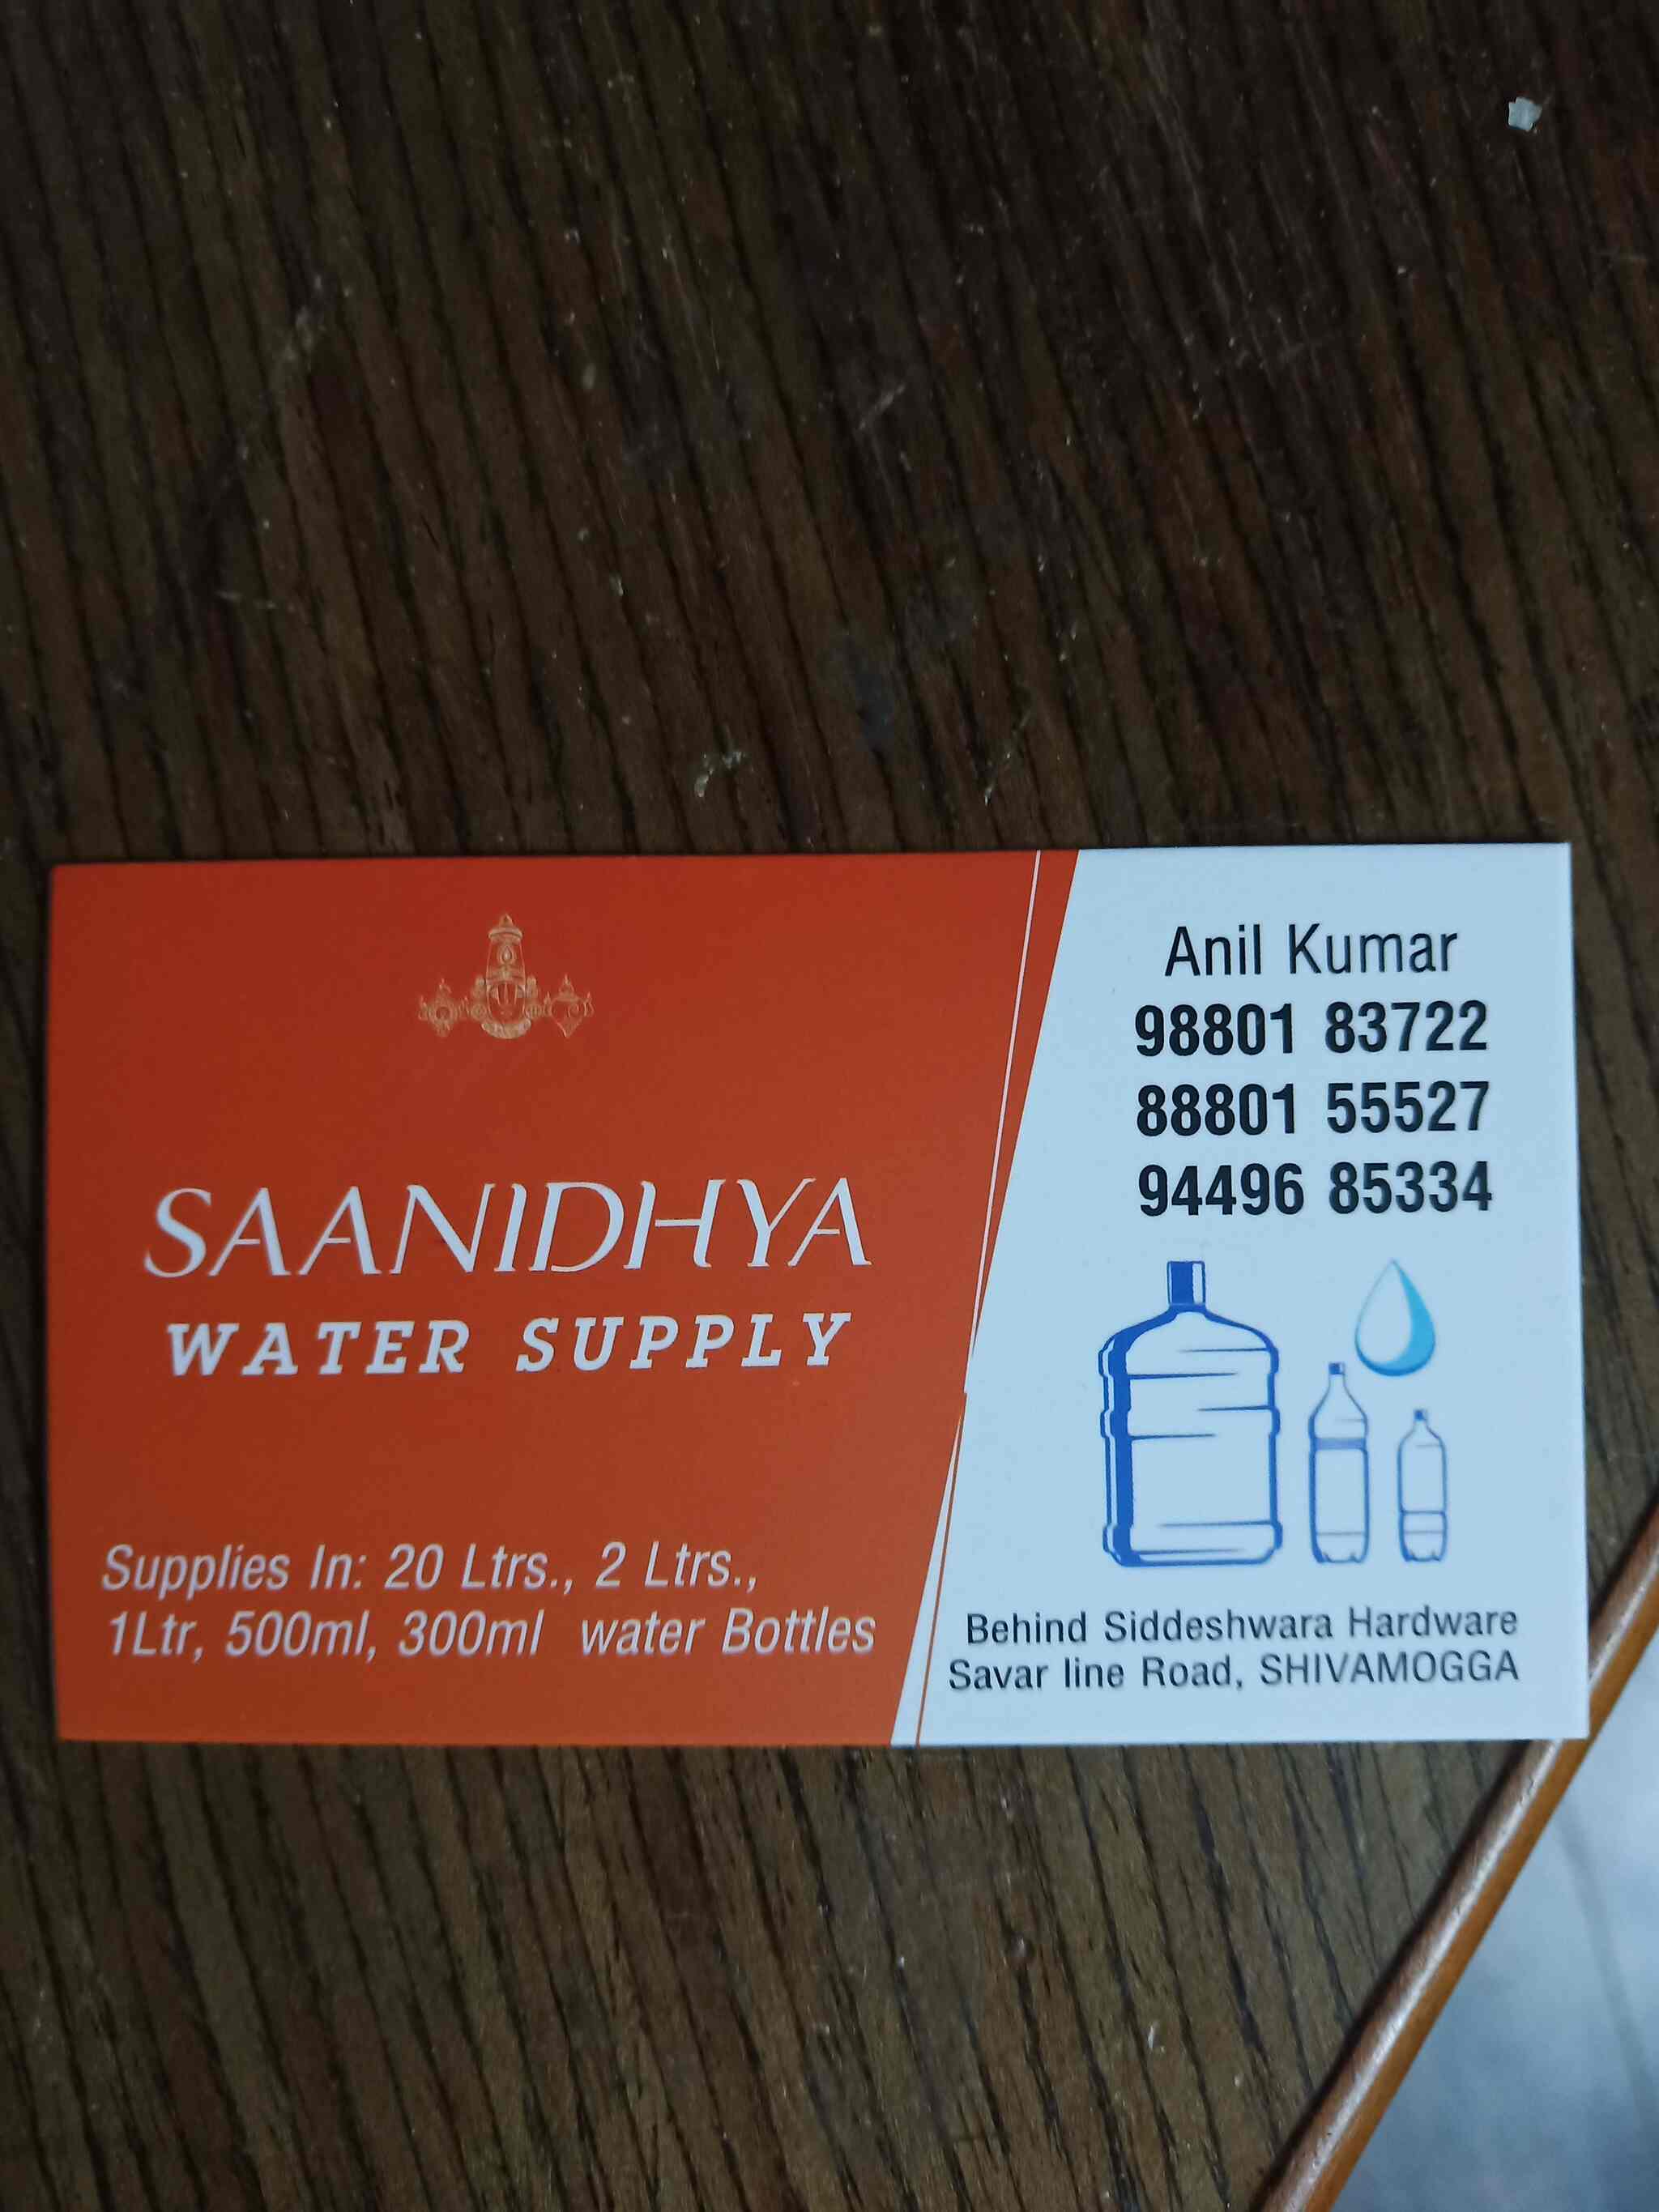 SAANIDHYA
WATER SUPPLY
Supplies In: 20 Ltrs., 2 Ltrs.,
1Ltr, 500ml, 300ml water Bottles
Anil Kumar
98801 83722
88801 55527
94496 85334
Behind Siddeshwara Hardware
Savar line Road, SHIVAMOGGA